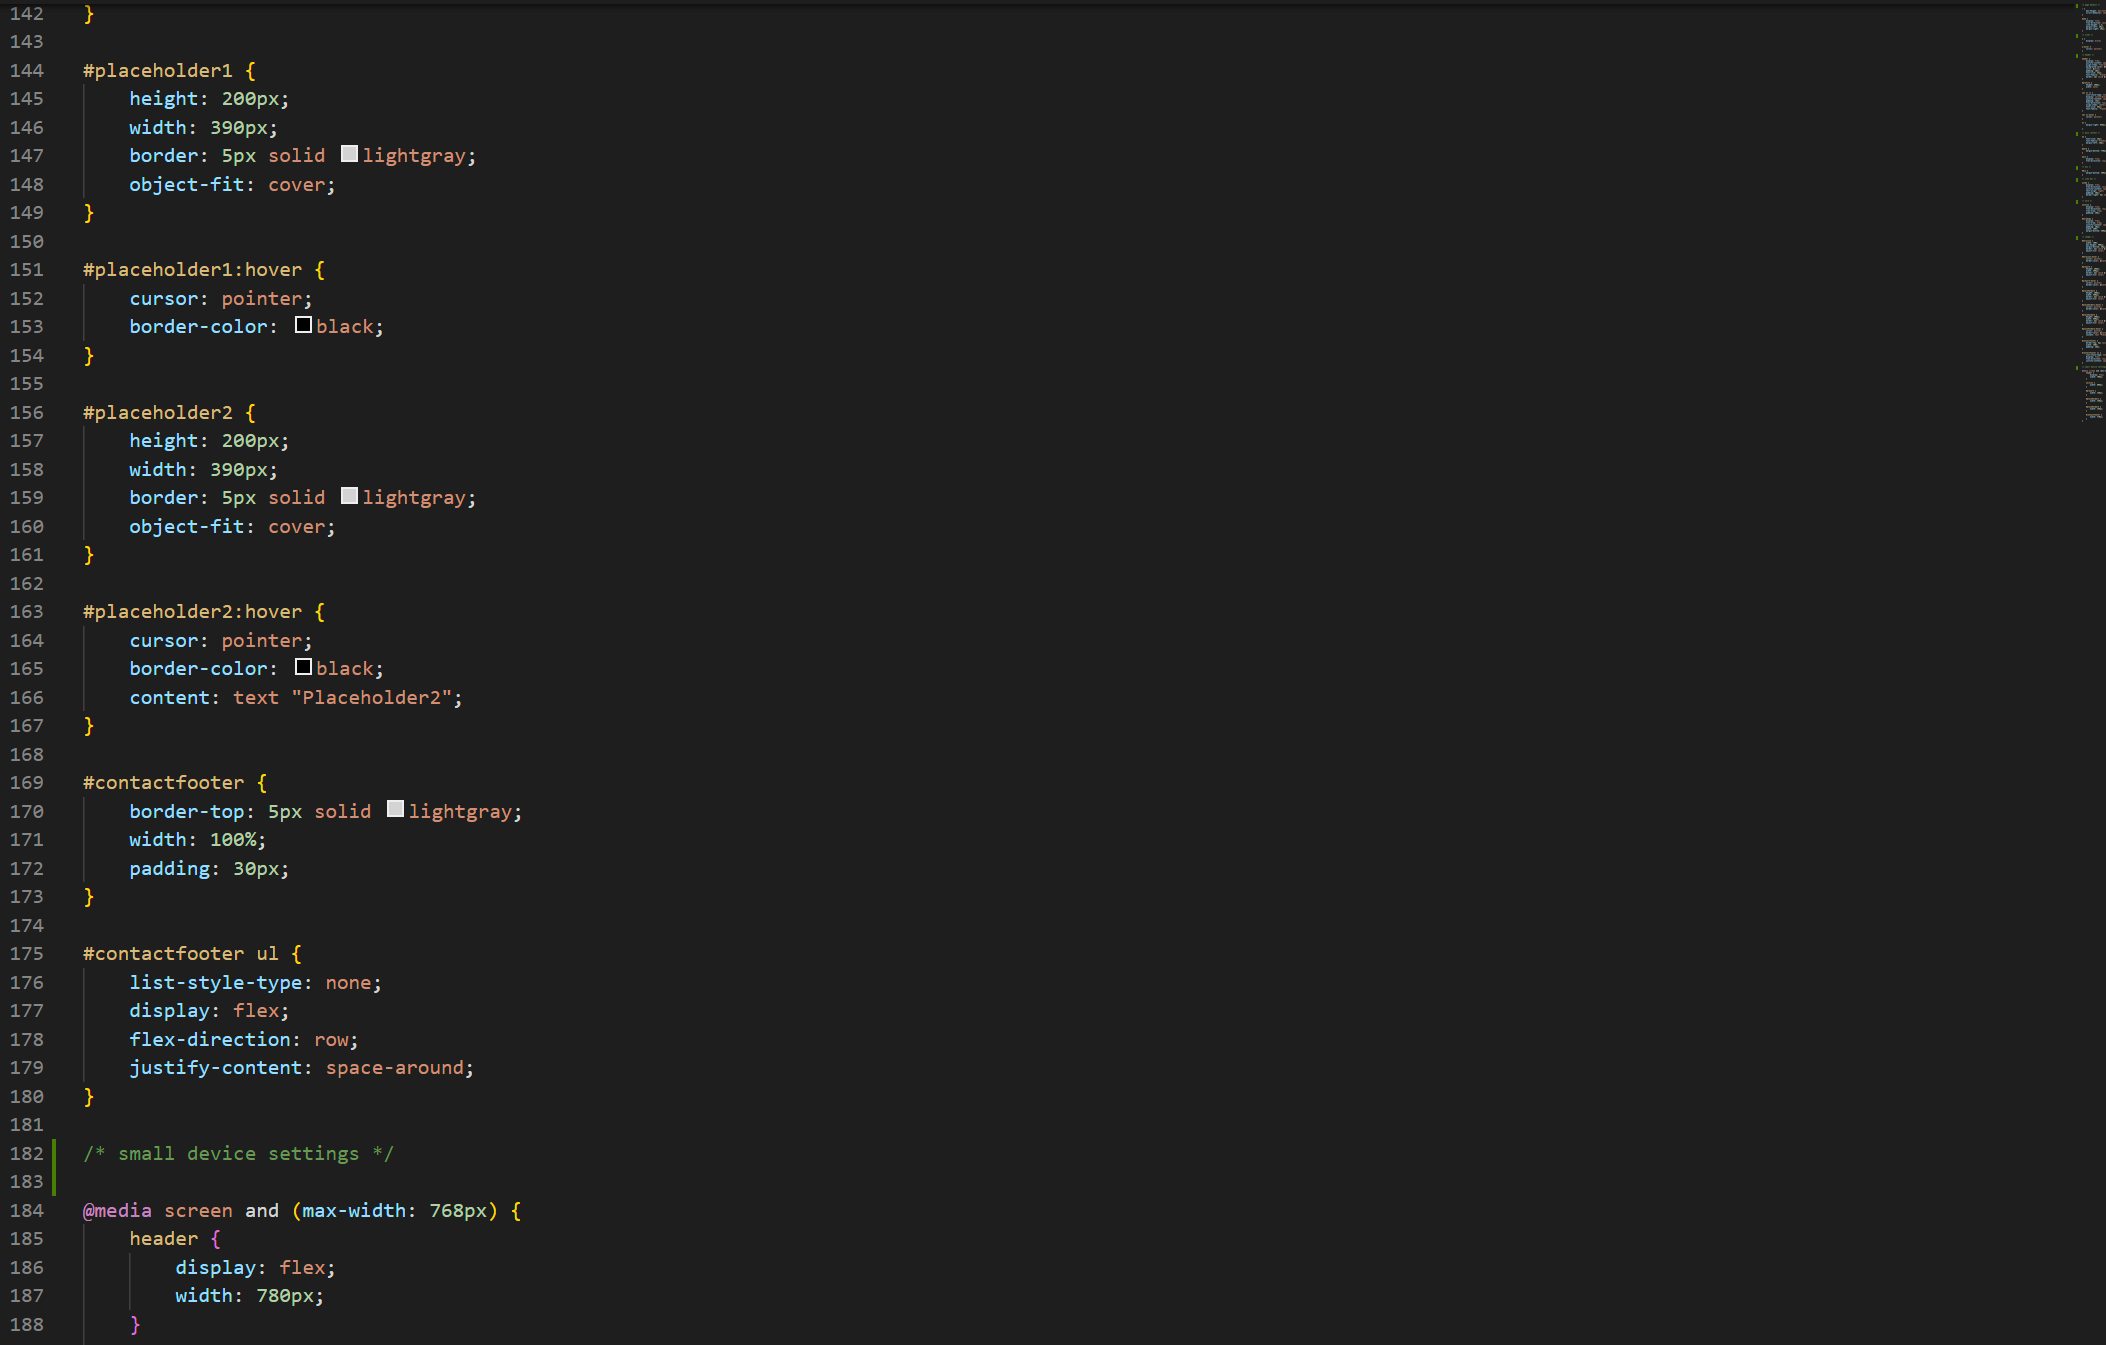 142 }
143
144 #placeholder1 {
145 height: 200px;
146 width: 390px;
147 border: 5px solid lightgray;
148 object-fit: cover;
149 }
150
151 #placeholder1:hover {
152 cursor: pointer;
153 border-color: black;
154 }
155
156 #placeholder2 {
157 height: 200px;
158 width: 390px;
159 border: 5px solid lightgray;
160 object-fit: cover;
161 }
162
163 #placeholder2:hover {
164 cursor: pointer;
165 border-color: black;
166 content: text "Placeholder2";
167 }
168
169 #contactfooter {
170 border-top: 5px solid lightgray;
171 width: 100%;
172 padding: 30px;
173 }
174
175 #contactfooter ul {
176 list-style-type: none;
177 display: flex;
178 flex-direction: row;
179 justify-content: space-around;
180 }
181
182 /* small device settings */
183
184 @media screen and (max-width: 768px) {
185 header {
186 display: flex;
187 width: 780px;
188 }